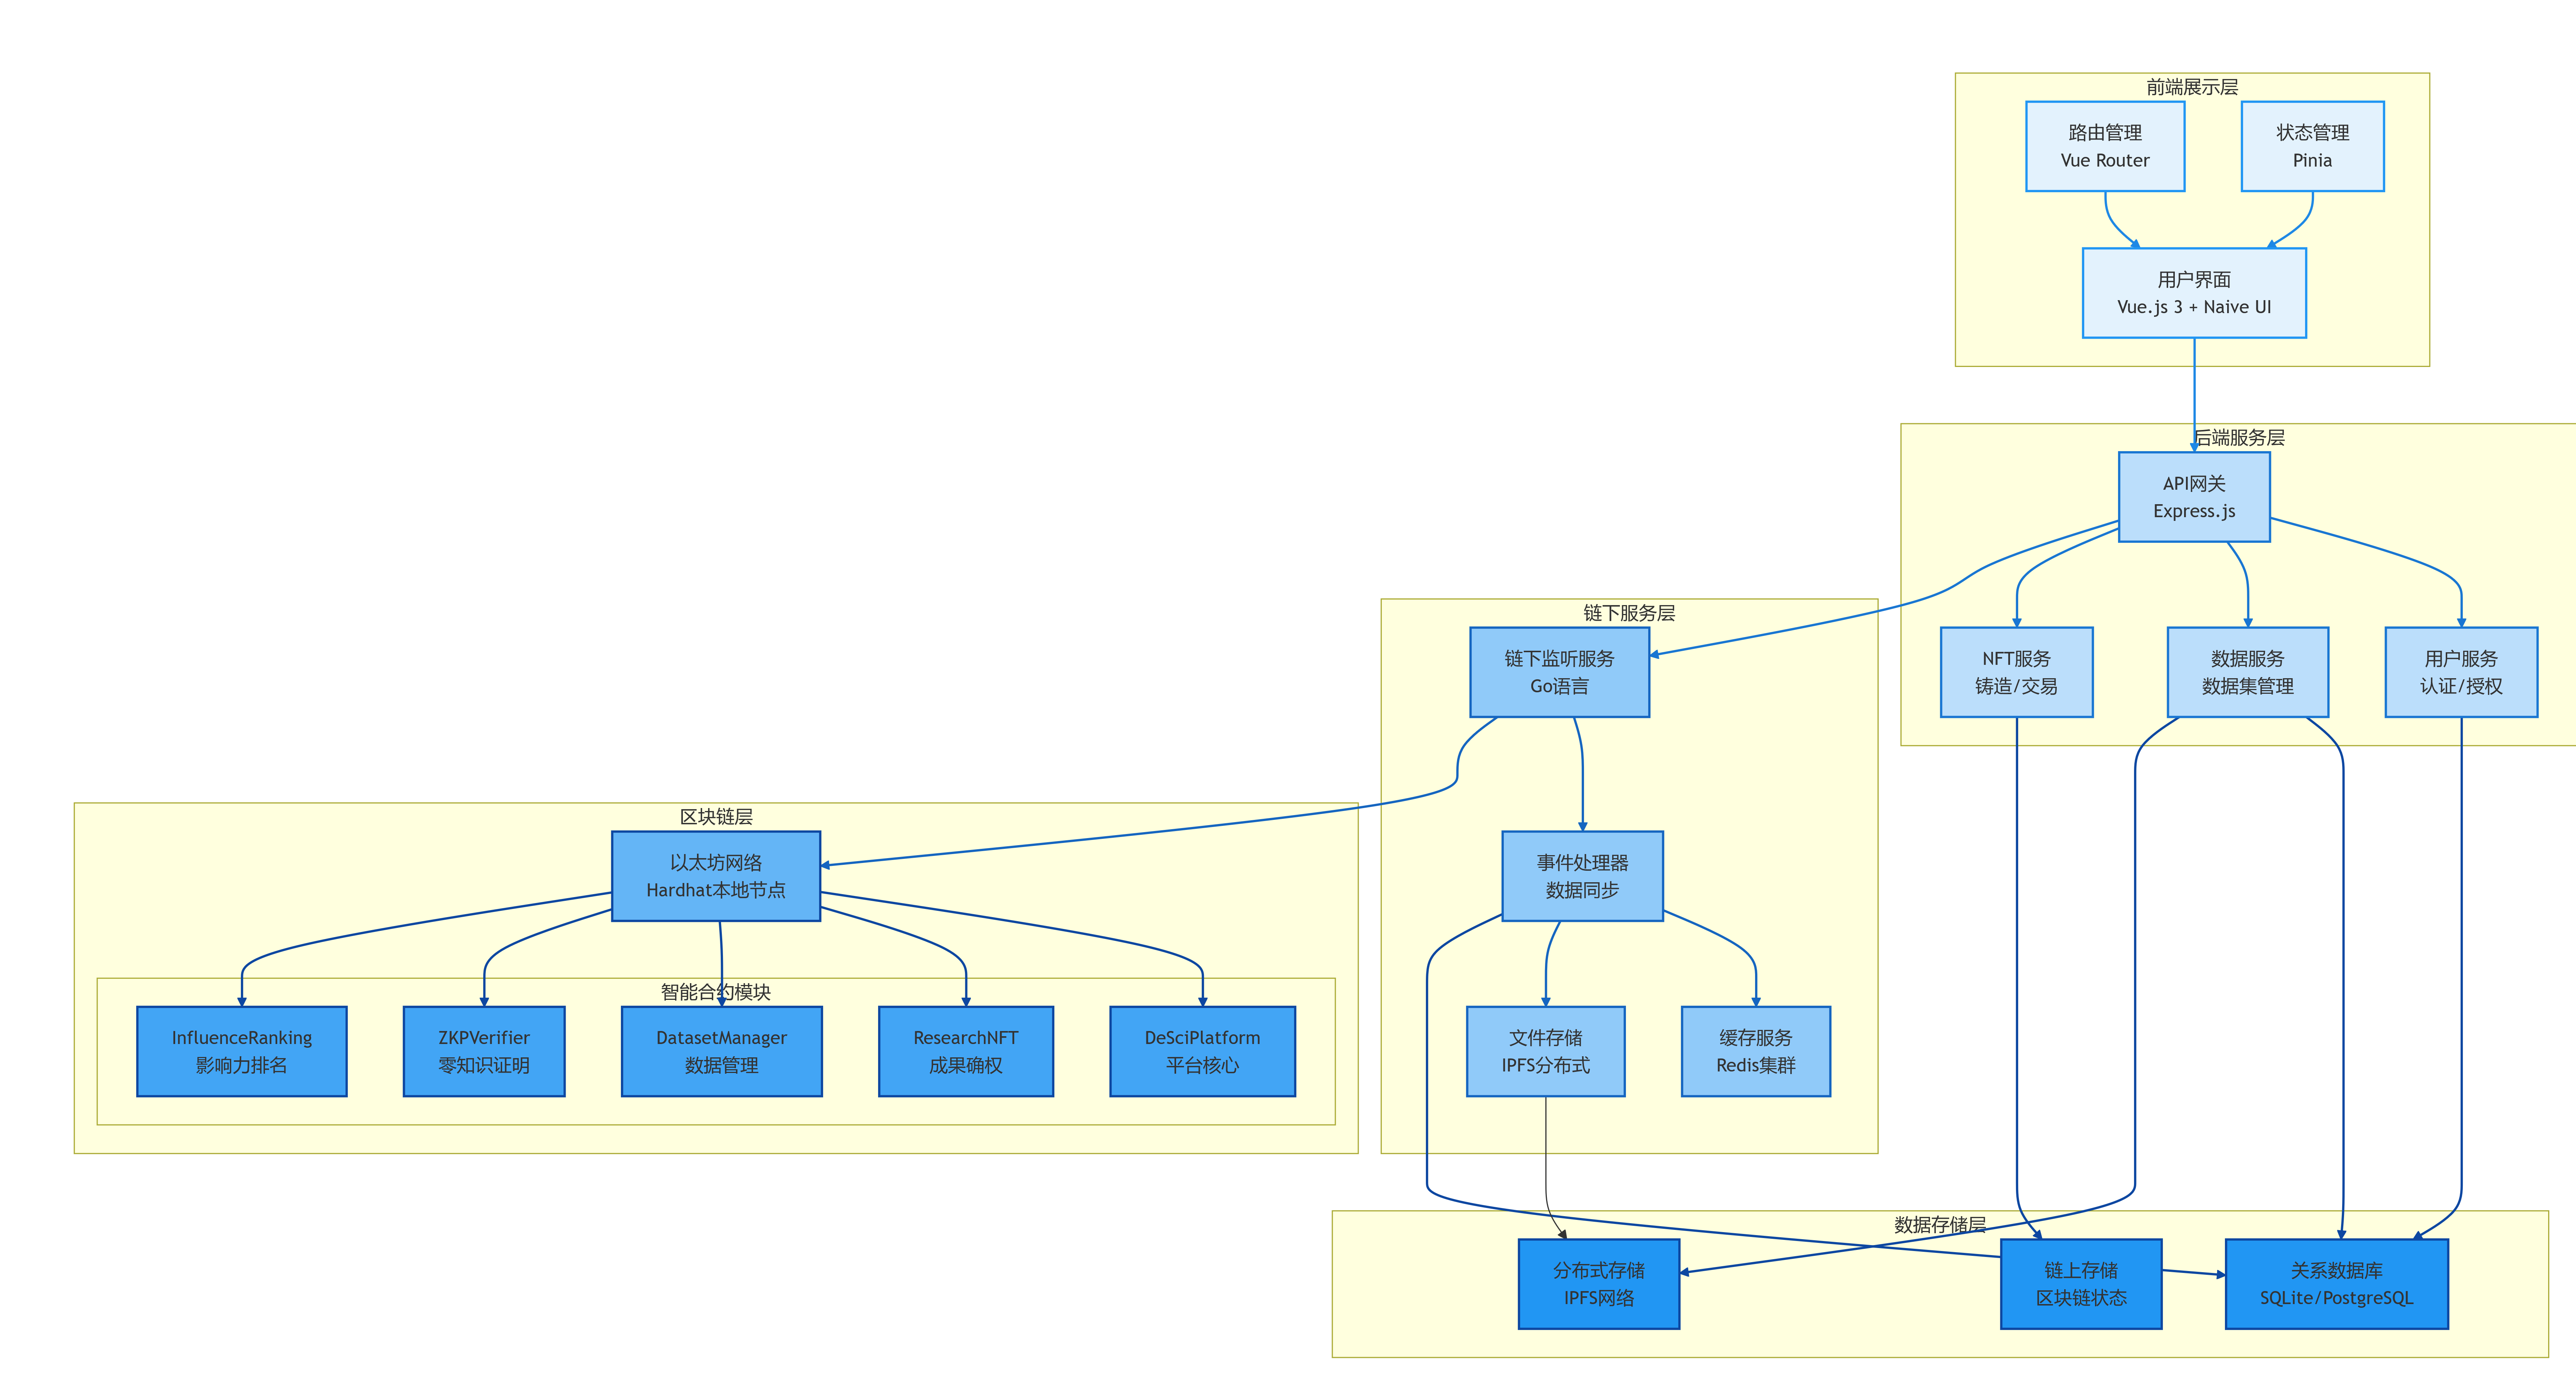 前端展示层
路由管理
Vue Router
状态管理
Pinia
用户界面
Vue.js 3 + Naive UI
后端服务层
API网关
Express.js
NFT服务
铸造/交易
数据服务
数据集管理
用户服务
认证/授权
链下服务层
链下监听服务
Go语言
事件处理器
数据同步
文件存储
IPFS分布式
缓存服务
Redis集群
区块链层
以太坊网络
Hardhat本地节点
智能合约模块
InfluenceRanking
影响力排名
ZKPVerifier
零知识证明
DatasetManager
数据管理
ResearchNFT
成果确权
DeSciPlatform
平台核心
数据存储层
分布式存储
IPFS网络
链上存储
区块链状态
关系数据库
SQLite/PostgreSQL